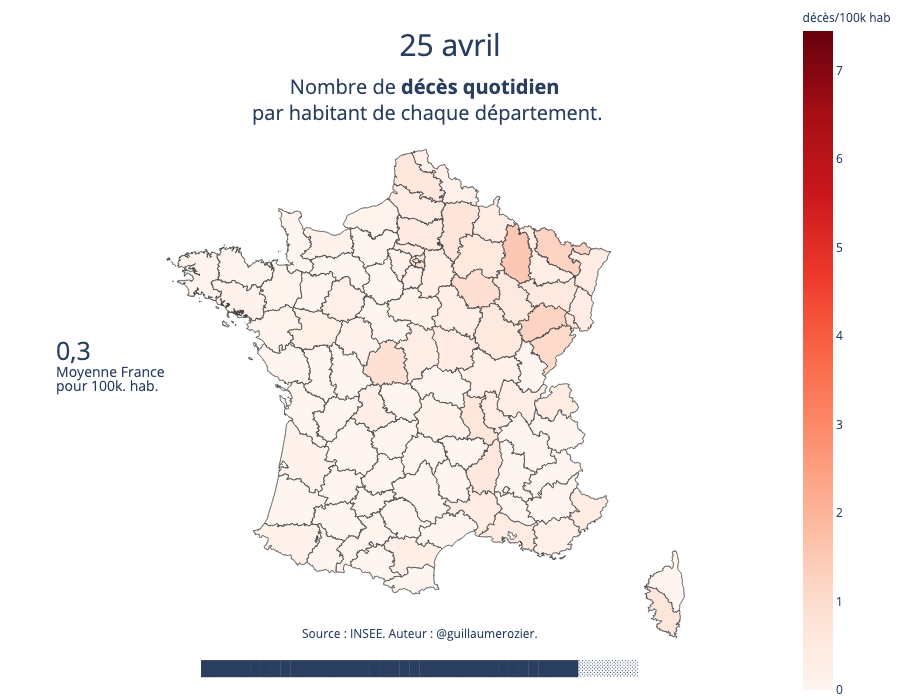 décès/100k hab
25 avril
Nombre de décès quotidien
par habitant de chaque département.
7
6
5
4
3
2
1
0
0,3
Moyenne France
pour 100k. hab.
Source : INSEE. Auteur : @guillaumerozier.